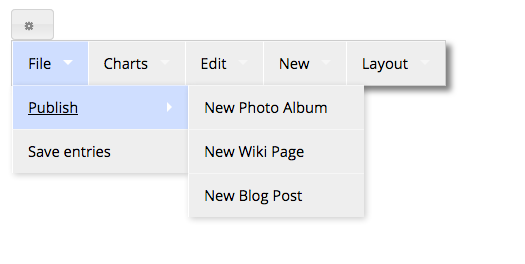 File Charts Edit New Layout
Publish New Photo Album
Save entries New Wiki Page
New Blog Post